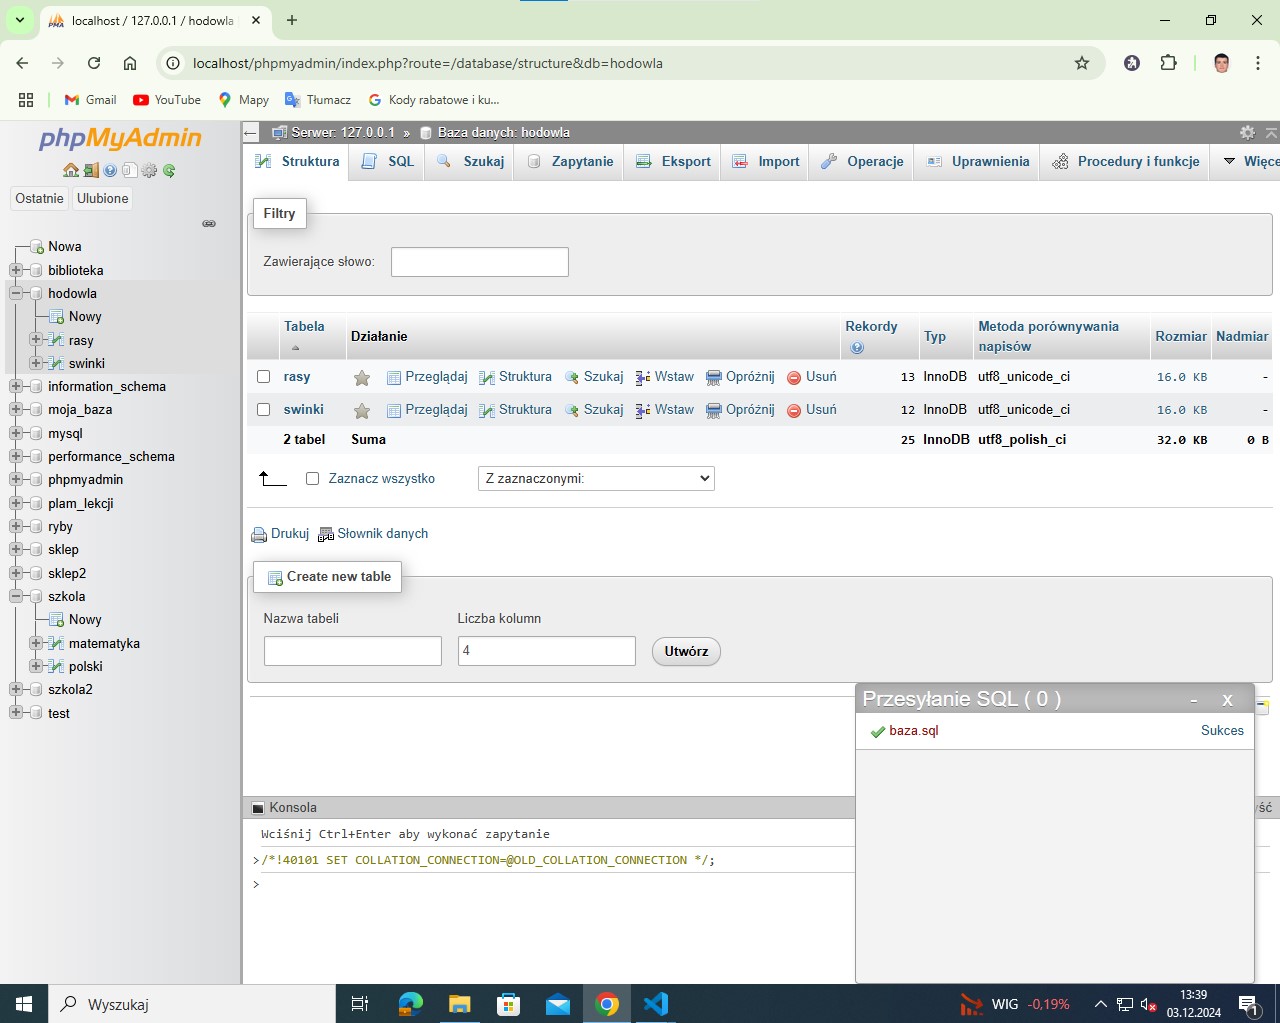 localhost / 127.0.0.1 / hodowla
localhost/phpmyadmin/index.php?route=/database/structure&db=hodowla
Gmail YouTube Mapy Tłumacz Kody rabatowe i ku...
phpMyAdmin
Ostatnie Ulubione
Nowa
biblioteka
hodowla
Nowy
rasy
swinki
information_schema
moja_baza
mysql
performance_schema
phpmyadmin
plam_lekcji
ryby
sklep
sklep2
szkola
Nowy
matematyka
polski
szkola2
test
Serwer: 127.0.0.1 » Baza danych: hodowla
Struktura SQL Szukaj Zapytanie Eksport Import Operacje Uprawnienia Procedury i funkcje Więce
Filtry
Zawierające słowo:
Tabela Działanie Rekordy Typ Metoda porównywania napisów Rozmiar Nadmiar
rasy Przeglądaj Struktura Szukaj Wstaw Opróżnij Usuń 13 InnoDB utf8_unicode_ci 16.0 KB -
swinki Przeglądaj Struktura Szukaj Wstaw Opróżnij Usuń 12 InnoDB utf8_unicode_ci 16.0 KB -
2 tabel Suma 25 InnoDB utf8_polish_ci 32.0 KB 0 B
Zaznacz wszystko Z zaznaczonymi:
Drukuj Słownik danych
Create new table
Nazwa tabeli Liczba kolumn
4 Utwórz
Przesyłanie SQL ( 0 ) - x
baza.sql Sukces
Konsola
Wciśnij Ctrl+Enter aby wykonać zapytanie
>/*!40101 SET COLLATION_CONNECTION=@OLD_COLLATION_CONNECTION */;
>
Wyszukaj
WIG -0,19%
13:39
03.12.2024
1